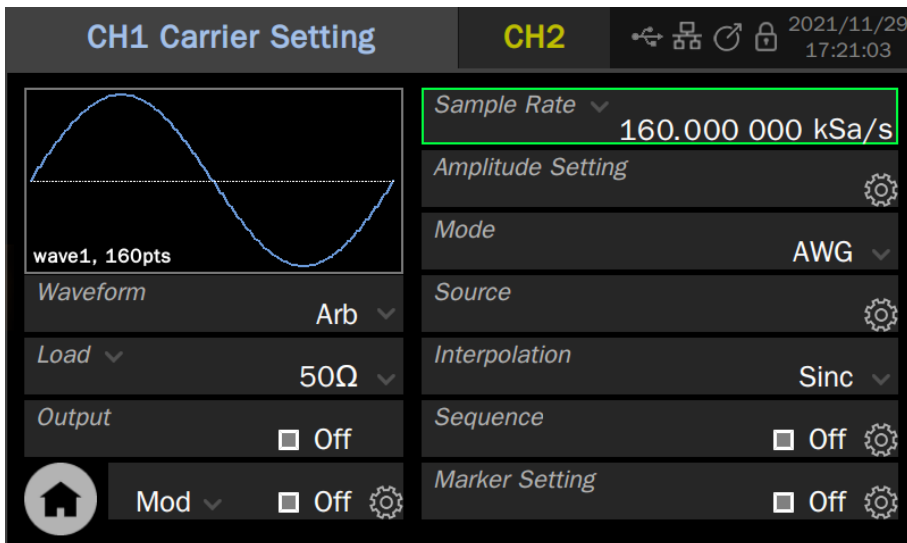 CH1 Carrier Setting
CH2
2021/11/29
17:21:03
wave1, 160pts
Waveform
Arb
Load
50Ω
Output
Off
Mod
Off
Sample Rate
160.000 000 kSa/s
Amplitude Setting
Mode
AWG
Source
Interpolation
Sinc
Sequence
Off
Marker Setting
Off